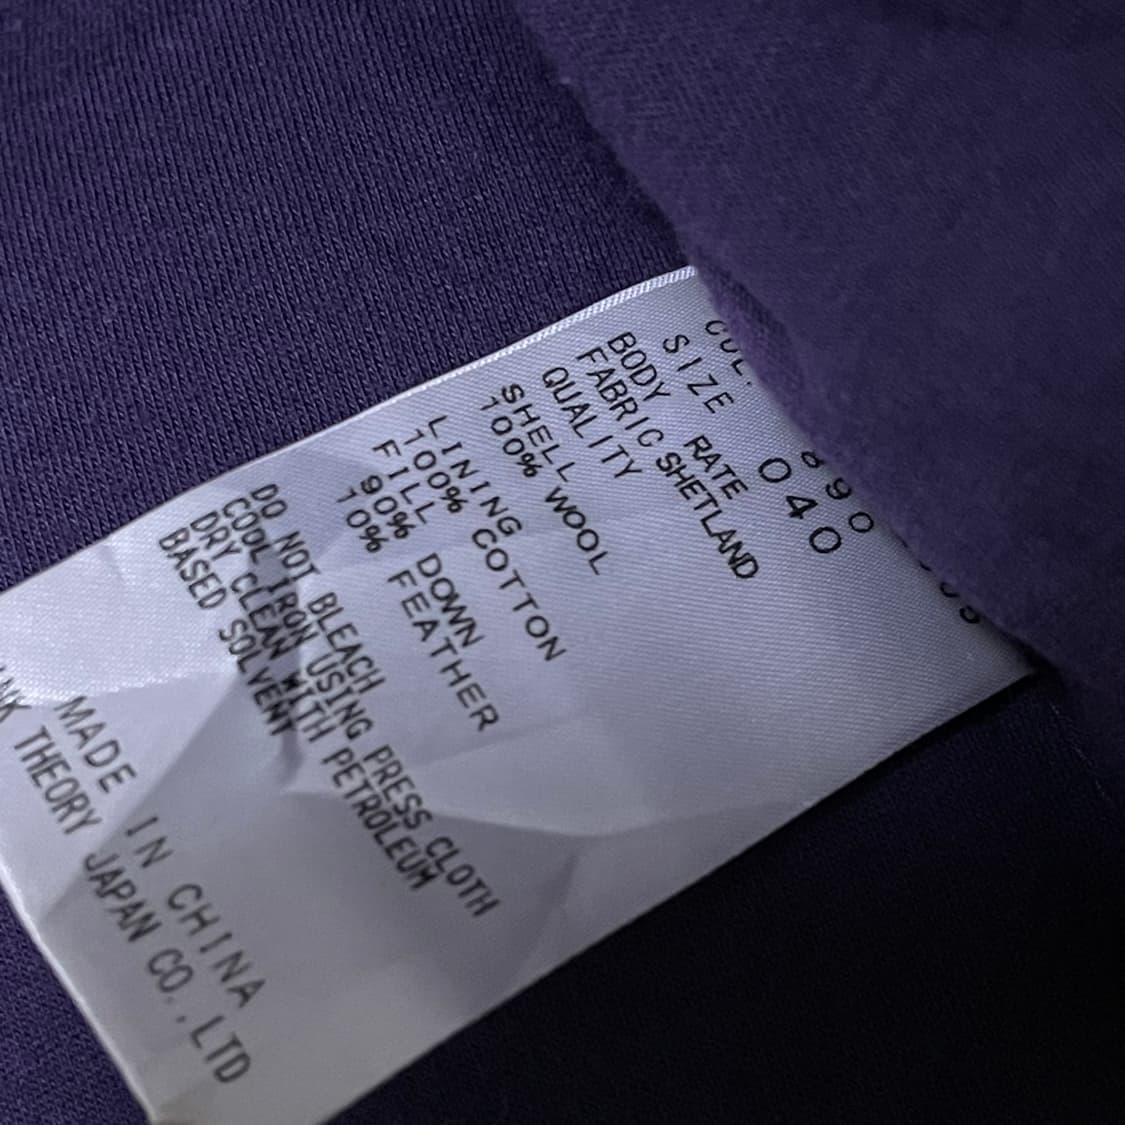 COL. 890
SIZE 040
BODY RATE
FABRIC SHETLAND
QUALITY
SHELL
100% WOOL
LINING
100% COTTON
FILL
90% DOWN
10% FEATHER
DO NOT BLEACH
COOL IRON USING PRESS CLOTH
DRY CLEAN WITH PETROLEUM
BASED SOLVENT
MADE IN CHINA
THEORY JAPAN CO.,LTD